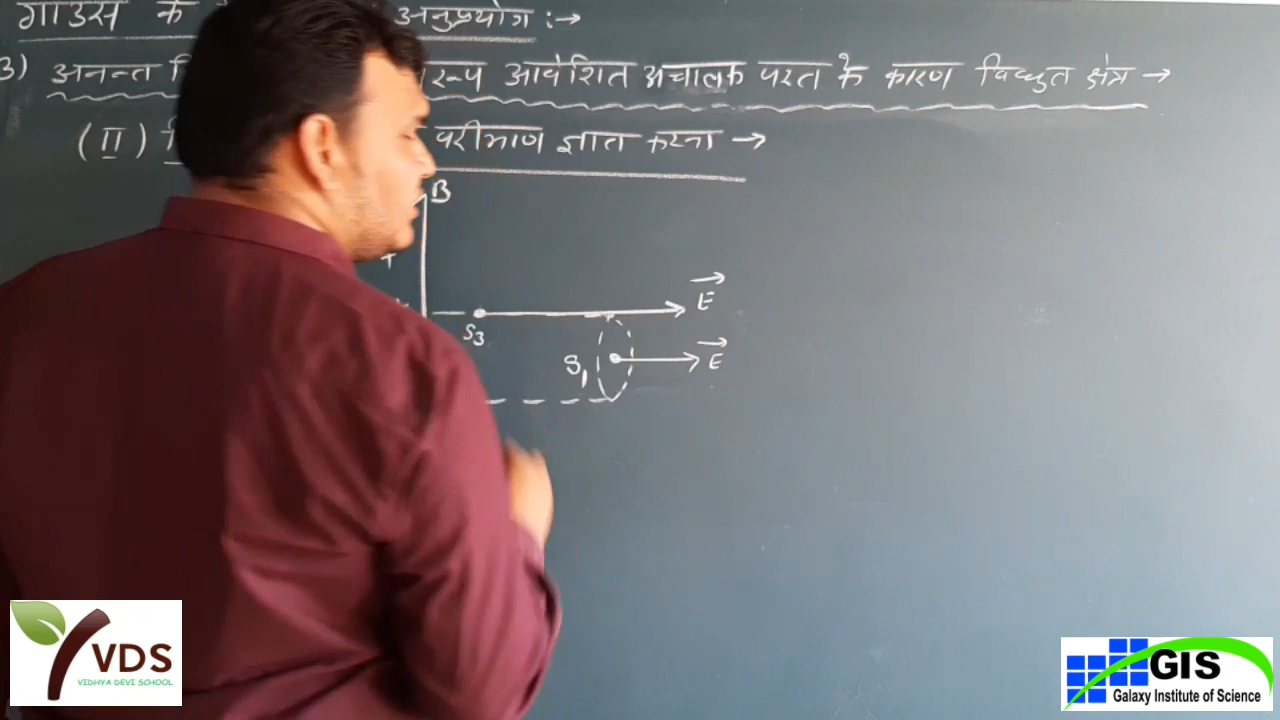 गाउस के अनुप्रयोग :→
3) अनन्त आवेशित अचालक परत के कारण विद्युत क्षेत्र →
(II) परीमाण ज्ञात करना →
B
+
E
S3
S1
E
VDS
VIDHYA DEVI SCHOOL
GIS
Galaxy Institute of Science